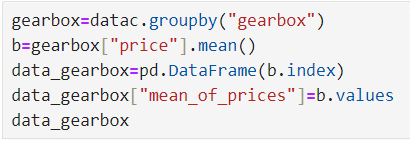 gearbox=datac.groupby("gearbox")
b=gearbox["price"].mean()
data_gearbox=pd.DataFrame(b.index)
data_gearbox["mean_of_prices"]=b.values
data_gearbox